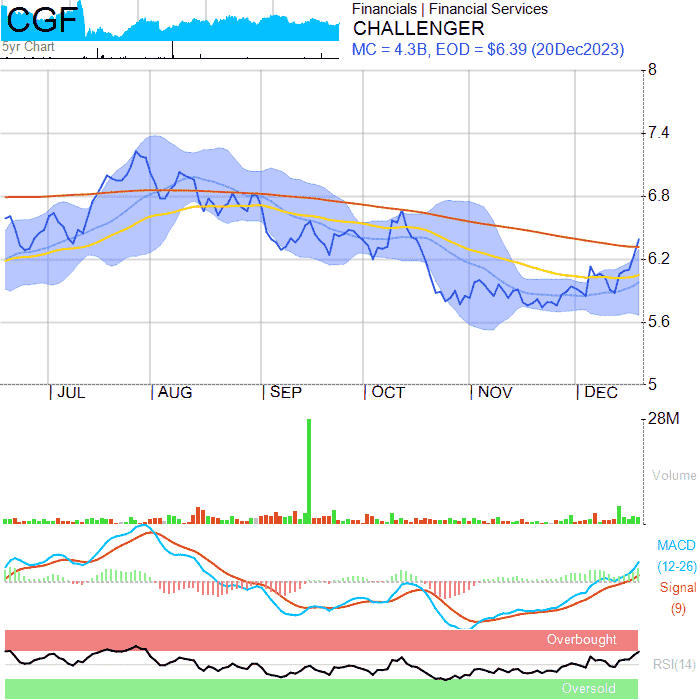 CGF
5yr Chart
Financials | Financial Services
CHALLENGER
MC = 4.3B, EOD = $6.39 (20Dec2023)
8
7.4
6.8
6.2
5.6
5
JUL
AUG
SEP
OCT
NOV
DEC
28M
Volume
MACD
(12-26)
Signal
(9)
Overbought
RSI(14)
Oversold